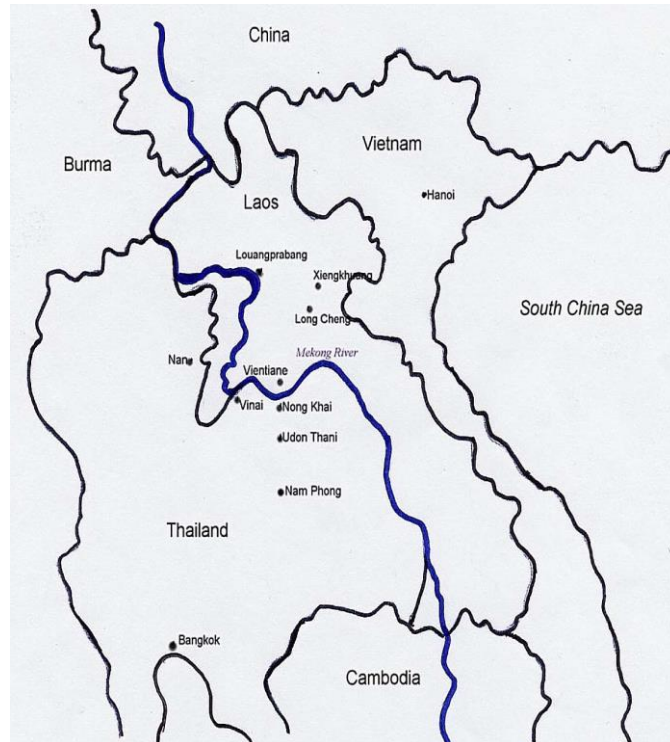 China
Vietnam
Burma
Hanoi
Laos
Louangprabang
Xiengkhuang
South China Sea
Long Cheng
Mekong River
Nan
Vientiane
Vinai
Nong Khai
Udon Thani
Nam Phong
Thailand
Bangkok
Cambodia